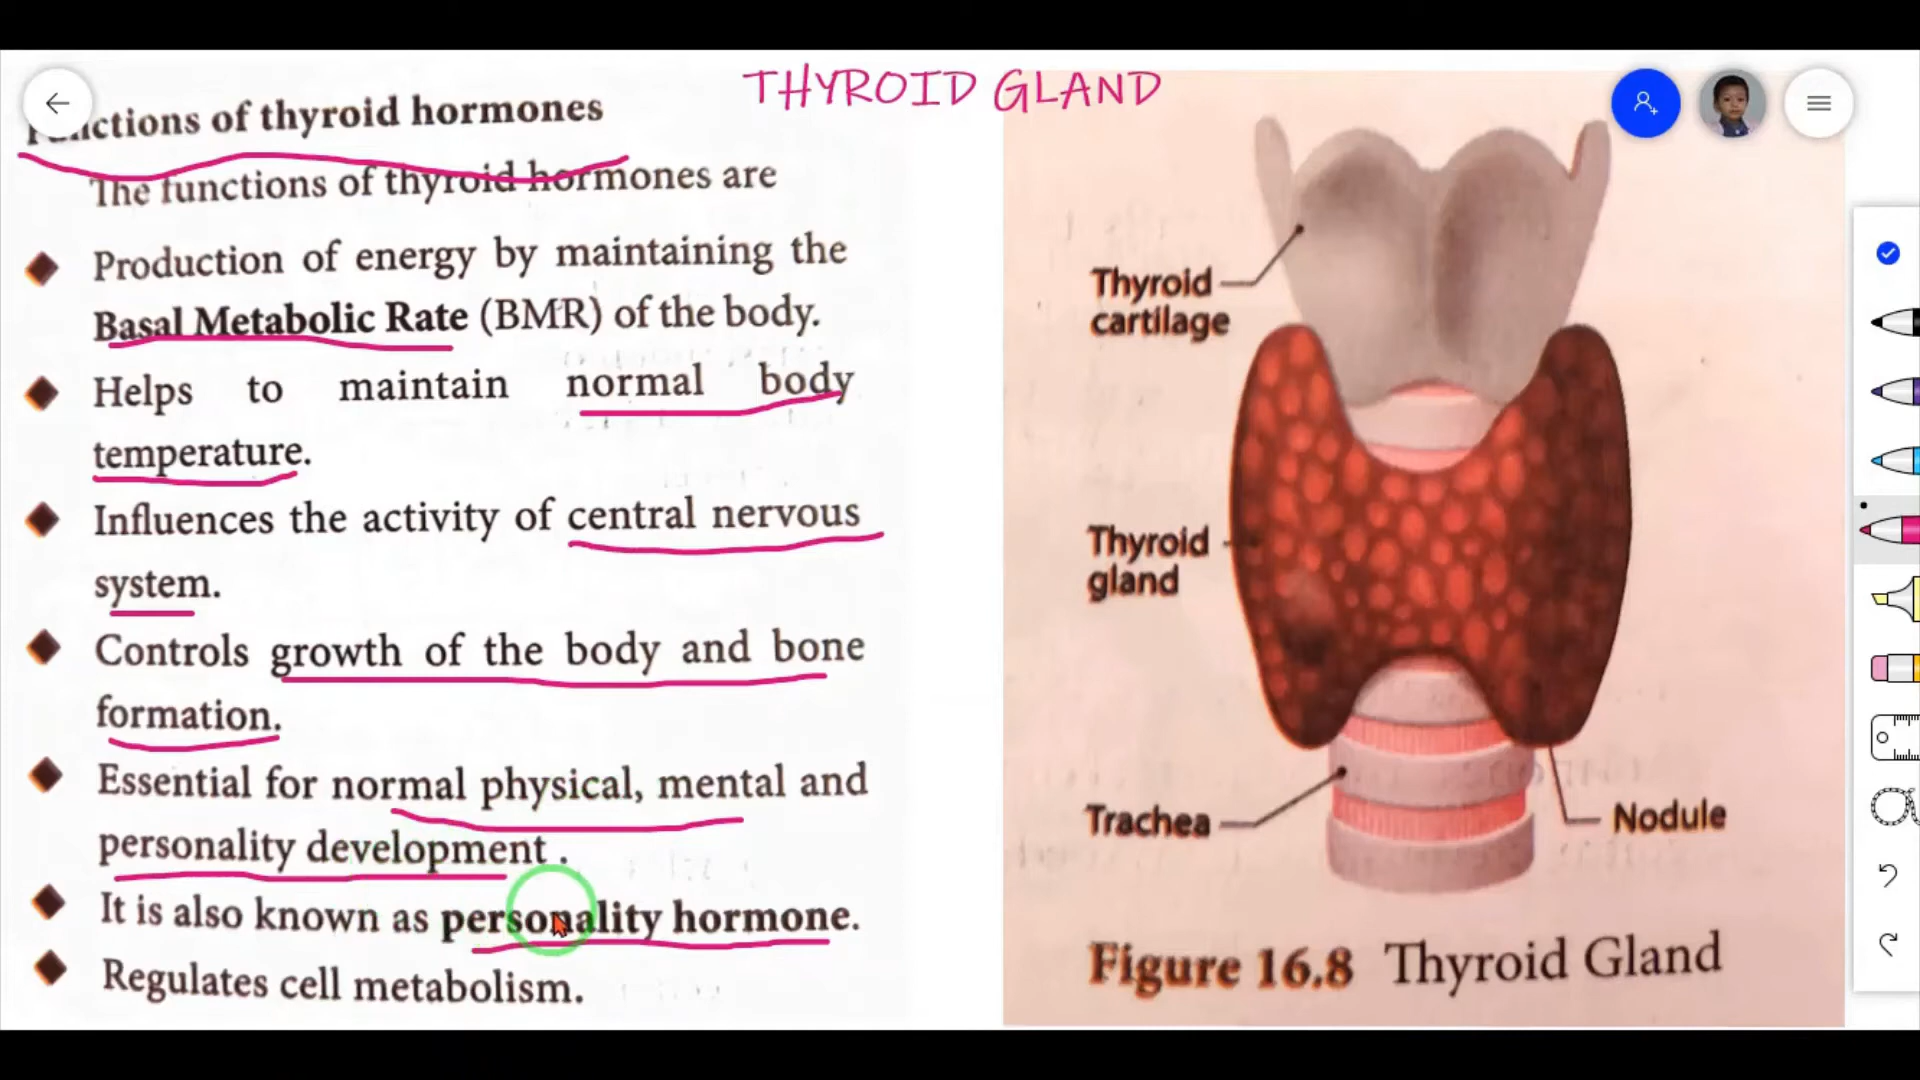 THYROID GLAND
Functions of thyroid hormones
The functions of thyroid hormones are
Production of energy by maintaining the
Basal Metabolic Rate (BMR) of the body.
Helps to maintain normal body
temperature.
Influences the activity of central nervous
system.
Controls growth of the body and bone
formation.
Essential for normal physical, mental and
personality development .
It is also known as personality hormone.
Regulates cell metabolism.
Thyroid
cartilage
Thyroid
gland
Trachea
Nodule
Figure 16.8 Thyroid Gland